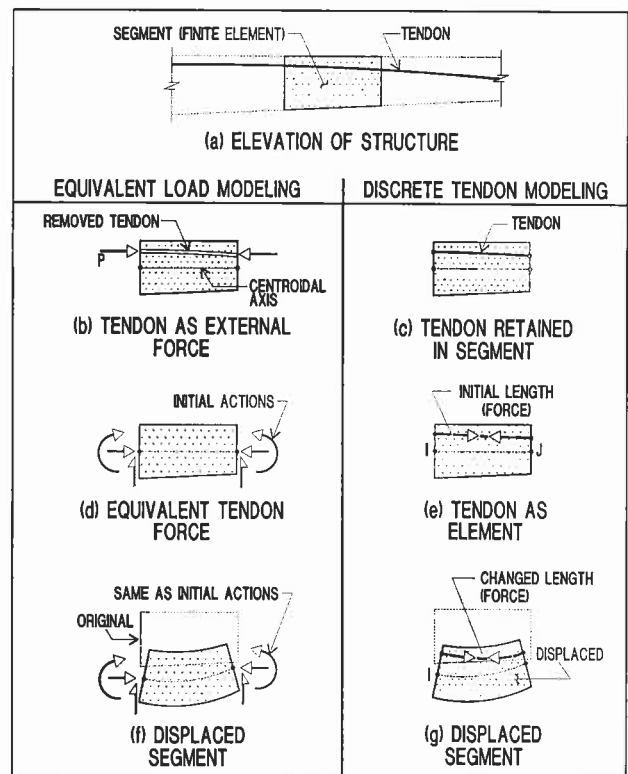 SEGMENT (FINITE ELEMENT)
TENDON
(a) ELEVATION OF STRUCTURE
EQUIVALENT LOAD MODELING
DISCRETE TENDON MODELING
REMOVED TENDON
P
CENTROIDAL
AXIS
(b) TENDON AS EXTERNAL
FORCE
TENDON
(c) TENDON RETAINED
IN SEGMENT
INITIAL ACTIONS
(d) EQUIVALENT TENDON
FORCE
INITIAL LENGTH
(FORCE)
I
J
(e) TENDON AS
ELEMENT
SAME AS INITIAL ACTIONS
ORIGINAL
(f) DISPLACED
SEGMENT
CHANGED LENGTH
(FORCE)
DISPLACED
I
(g) DISPLACED
SEGMENT